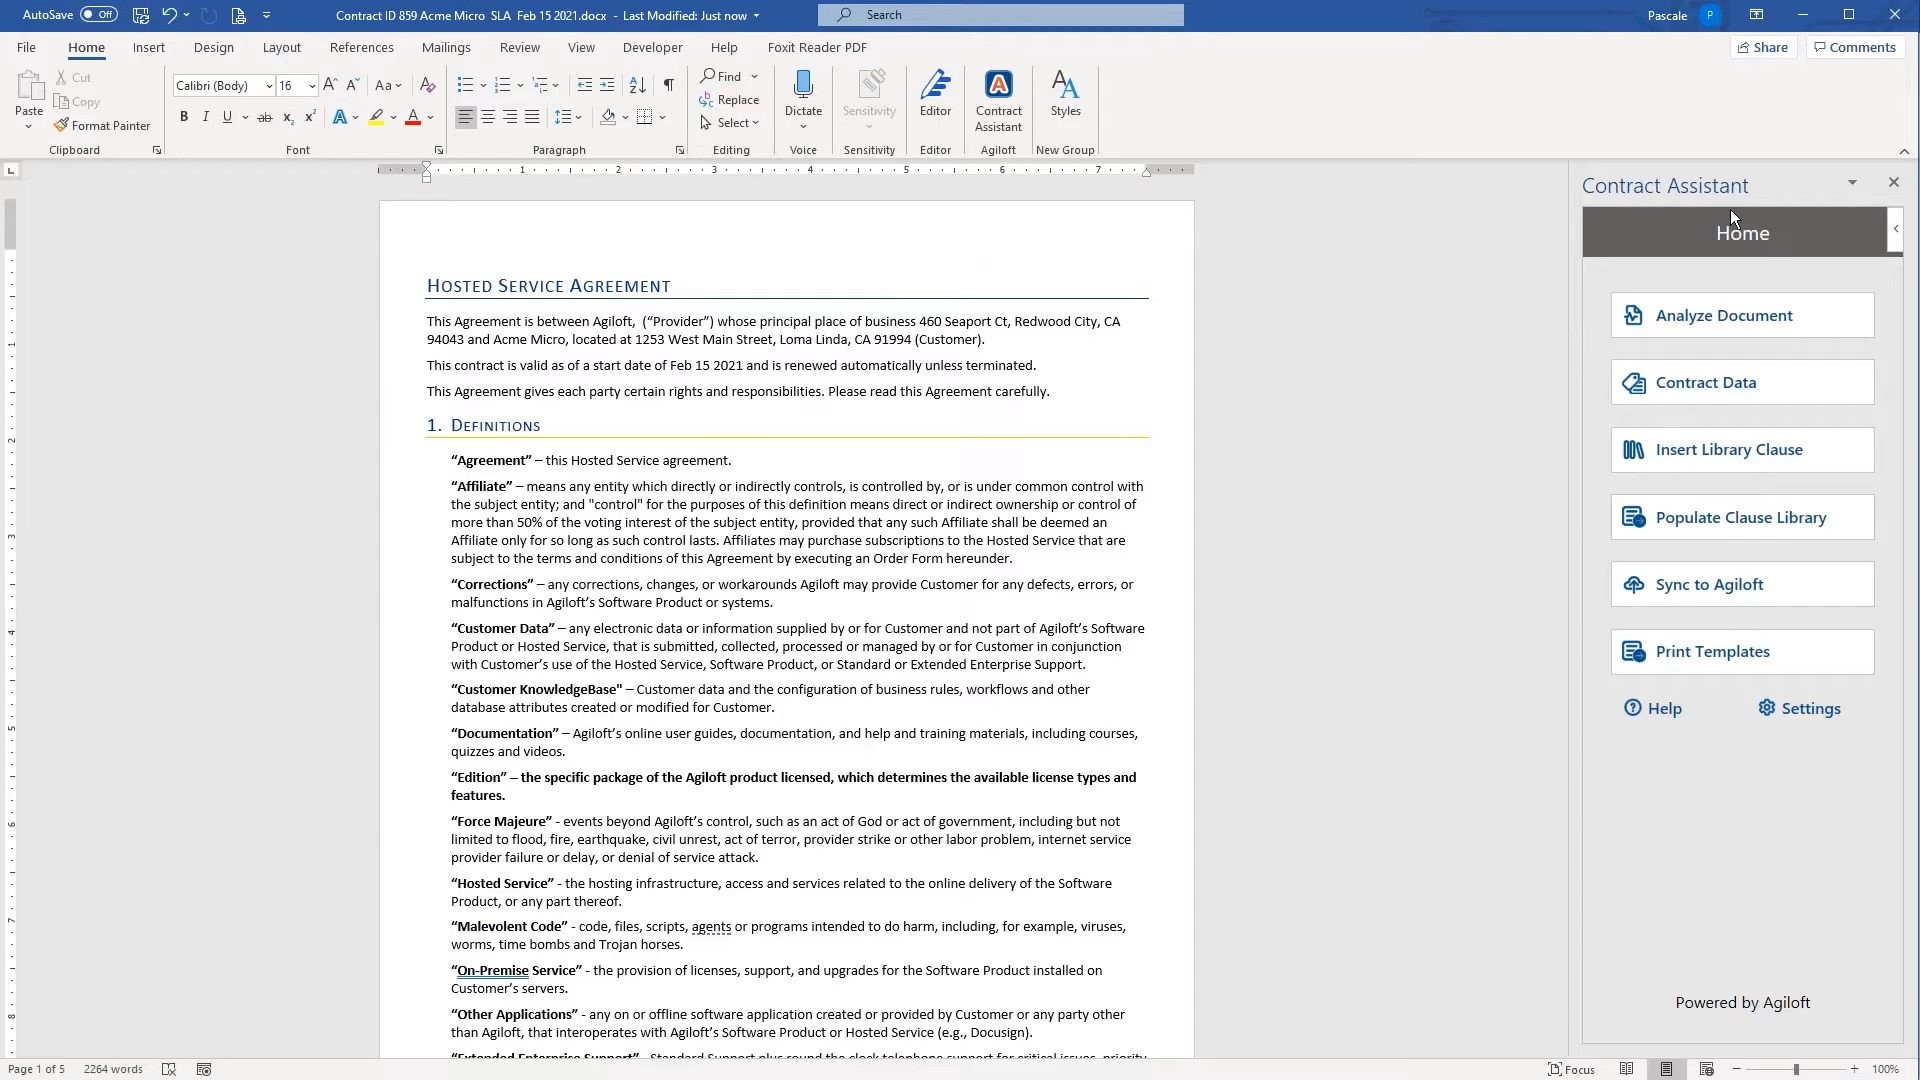 AutoSave Off Contract ID 859 Acme Micro SLA Feb 15 2021.docx - Last Modified: Just now Search Pascale P
File Home Insert Design Layout References Mailings Review View Developer Help Foxit Reader PDF Share Comments
Paste Cut Copy Format Painter
Clipboard
Calibri (Body) 16
Font
Paragraph
Find
Replace
Select
Editing
Dictate
Voice
Sensitivity
Sensitivity
Editor
Editor
Contract
Assistant
Agiloft
Styles
New Group
1 2 3 4 5 6 7
HOSTED SERVICE AGREEMENT
This Agreement is between Agiloft, (“Provider”) whose principal place of business 460 Seaport Ct, Redwood City, CA
94043 and Acme Micro, located at 1253 West Main Street, Loma Linda, CA 91994 (Customer).
This contract is valid as of a start date of Feb 15 2021 and is renewed automatically unless terminated.
This Agreement gives each party certain rights and responsibilities. Please read this Agreement carefully.
1. DEFINITIONS
“Agreement” – this Hosted Service agreement.
“Affiliate” – means any entity which directly or indirectly controls, is controlled by, or is under common control with
the subject entity; and "control" for the purposes of this definition means direct or indirect ownership or control of
more than 50% of the voting interest of the subject entity, provided that any such Affiliate shall be deemed an
Affiliate only for so long as such control lasts. Affiliates may purchase subscriptions to the Hosted Service that are
subject to the terms and conditions of this Agreement by executing an Order Form hereunder.
“Corrections” – any corrections, changes, or workarounds Agiloft may provide Customer for any defects, errors, or
malfunctions in Agiloft’s Software Product or systems.
“Customer Data” – any electronic data or information supplied by or for Customer and not part of Agiloft’s Software
Product or Hosted Service, that is submitted, collected, processed or managed by or for Customer in conjunction
with Customer’s use of the Hosted Service, Software Product, or Standard or Extended Enterprise Support.
“Customer KnowledgeBase" – Customer data and the configuration of business rules, workflows and other
database attributes created or modified for Customer.
“Documentation” – Agiloft’s online user guides, documentation, and help and training materials, including courses,
quizzes and videos.
“Edition” – the specific package of the Agiloft product licensed, which determines the available license types and
features.
“Force Majeure” - events beyond Agiloft’s control, such as an act of God or act of government, including but not
limited to flood, fire, earthquake, civil unrest, act of terror, provider strike or other labor problem, internet service
provider failure or delay, or denial of service attack.
“Hosted Service” - the hosting infrastructure, access and services related to the online delivery of the Software
Product, or any part thereof.
“Malevolent Code” - code, files, scripts, agents or programs intended to do harm, including, for example, viruses,
worms, time bombs and Trojan horses.
“On-Premise Service” - the provision of licenses, support, and upgrades for the Software Product installed on
Customer’s servers.
“Other Applications” - any on or offline software application created or provided by Customer or any party other
than Agiloft, that interoperates with Agiloft’s Software Product or Hosted Service (e.g., Docusign).
“Extended Enterprise Support” - Standard Support plus round the clock telephone support for critical issues, priority
Contract Assistant
Home
Analyze Document
Contract Data
Insert Library Clause
Populate Clause Library
Sync to Agiloft
Print Templates
Help Settings
Powered by Agiloft
Page 1 of 5 2264 words Focus 100%